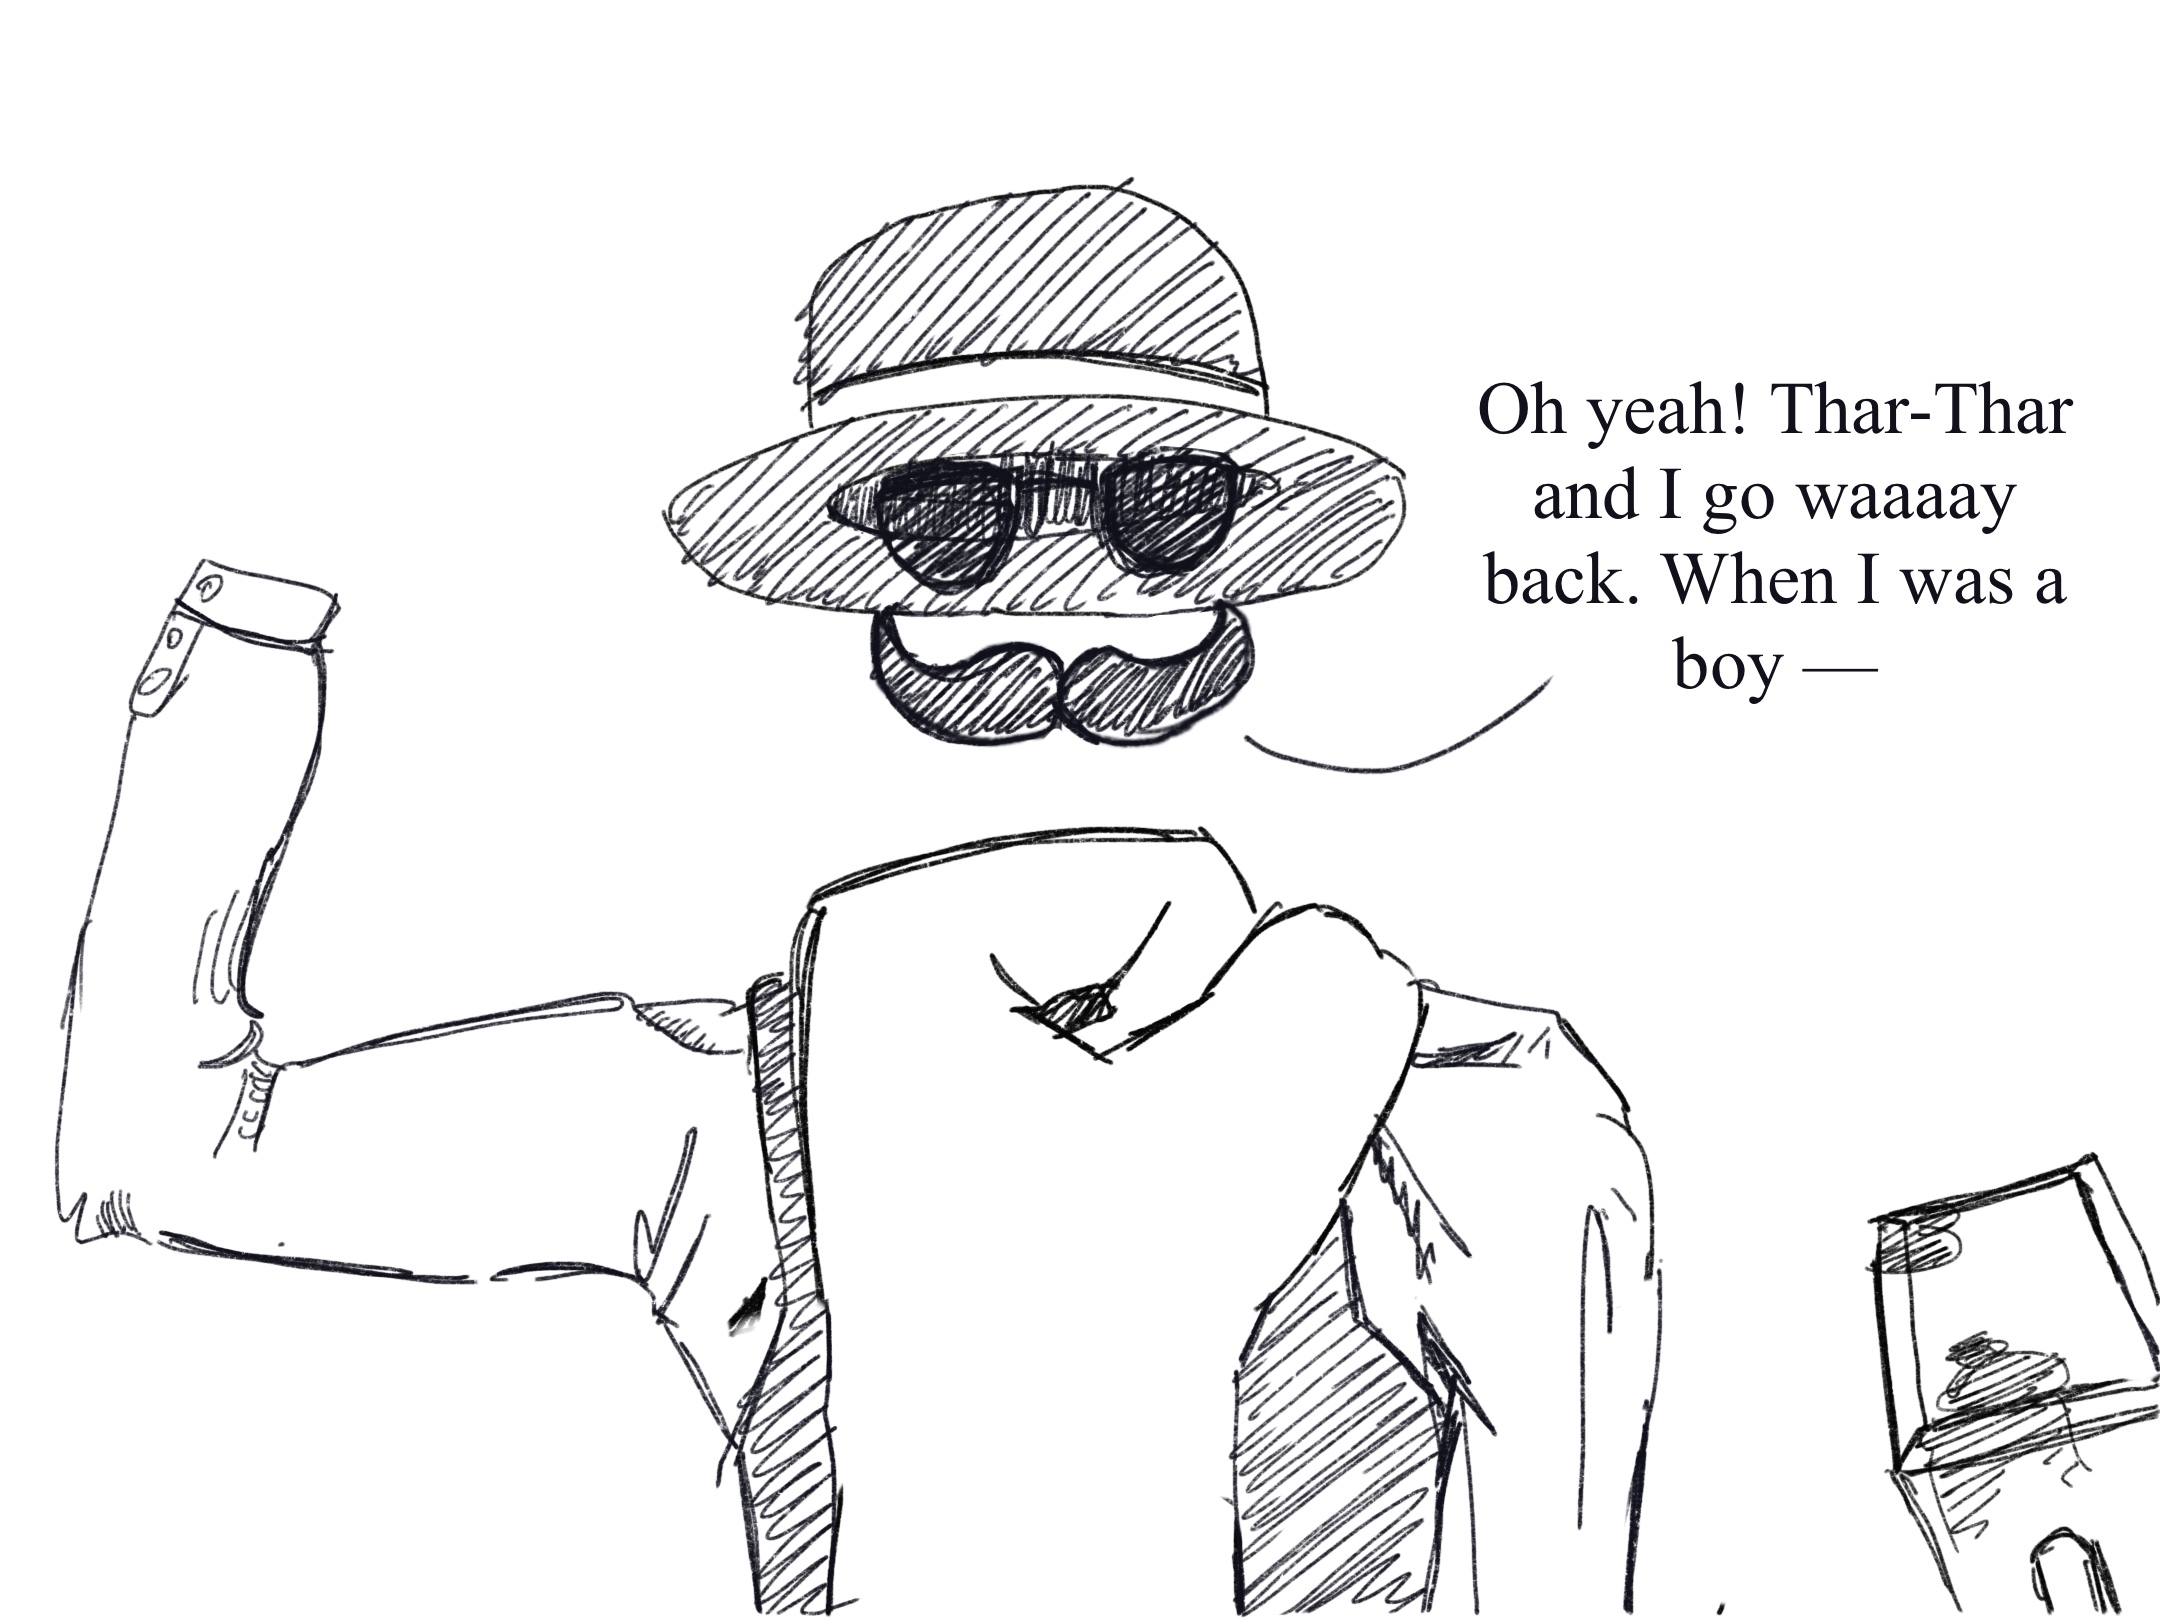 Oh yeah! Thar-Thar
and I go waaaay
back. When I was a
boy —